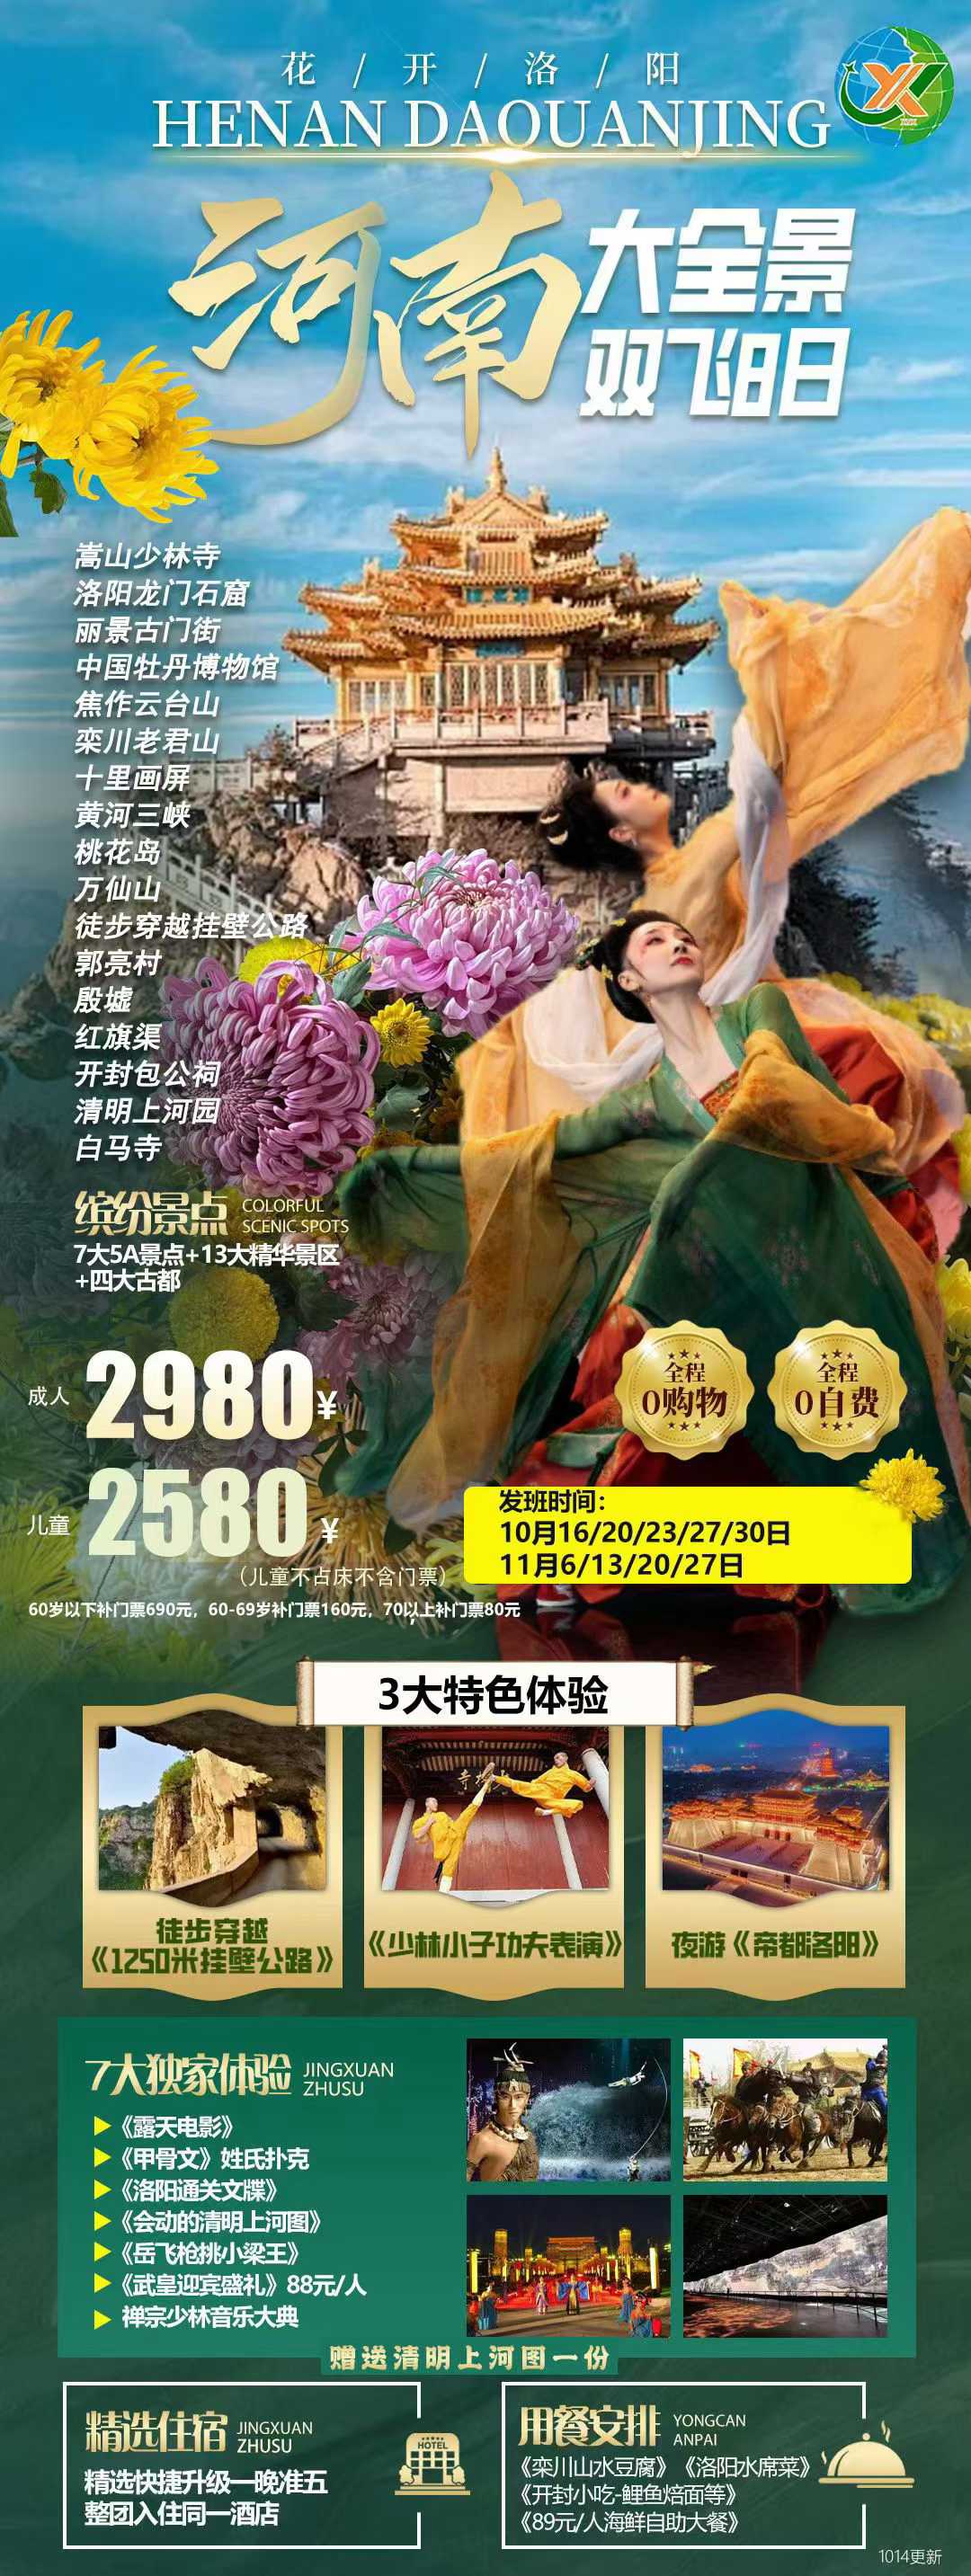 花/开/洛/阳
HENAN DAQUANJING
河南
大全景
双飞8日
嵩山少林寺
洛阳龙门石窟
丽景古门街
中国牡丹博物馆
焦作云台山
栾川老君山
十里画屏
黄河三峡
桃花岛
万仙山
徒步穿越挂壁公路
郭亮村
殷墟
红旗渠
开封包公祠
清明上河园
白马寺
缤纷景点
COLORFUL
SCENIC SPOTS
7大5A景点+13大精华景区
+四大古都
成人 2980¥
儿童 2580¥
（儿童不占床不含门票）
60岁以下补门票690元，60-69岁补门票160元，70以上补门票80元
全程
0购物
全程
0自费
发班时间：
10月16/20/23/27/30日
11月6/13/20/27日
3大特色体验
徒步穿越
《1250米挂壁公路》
《少林小子功夫表演》
夜游《帝都洛阳》
7大独家体验
JINGXUAN
ZHUSU
《露天电影》
《甲骨文》姓氏扑克
《洛阳通关文牒》
《会动的清明上河图》
《岳飞枪挑小梁王》
《武皇迎宾盛礼》88元/人
禅宗少林音乐大典
赠送清明上河图一份
精选住宿
JINGXUAN
ZHUSU
HOTEL
精选快捷升级一晚准五
整团入住同一酒店
用餐安排
YONGCAN
ANPAI
《栾川山水豆腐》《洛阳水席菜》
《开封小吃-鲤鱼焙面等》
《89元/人海鲜自助大餐》
1014更新